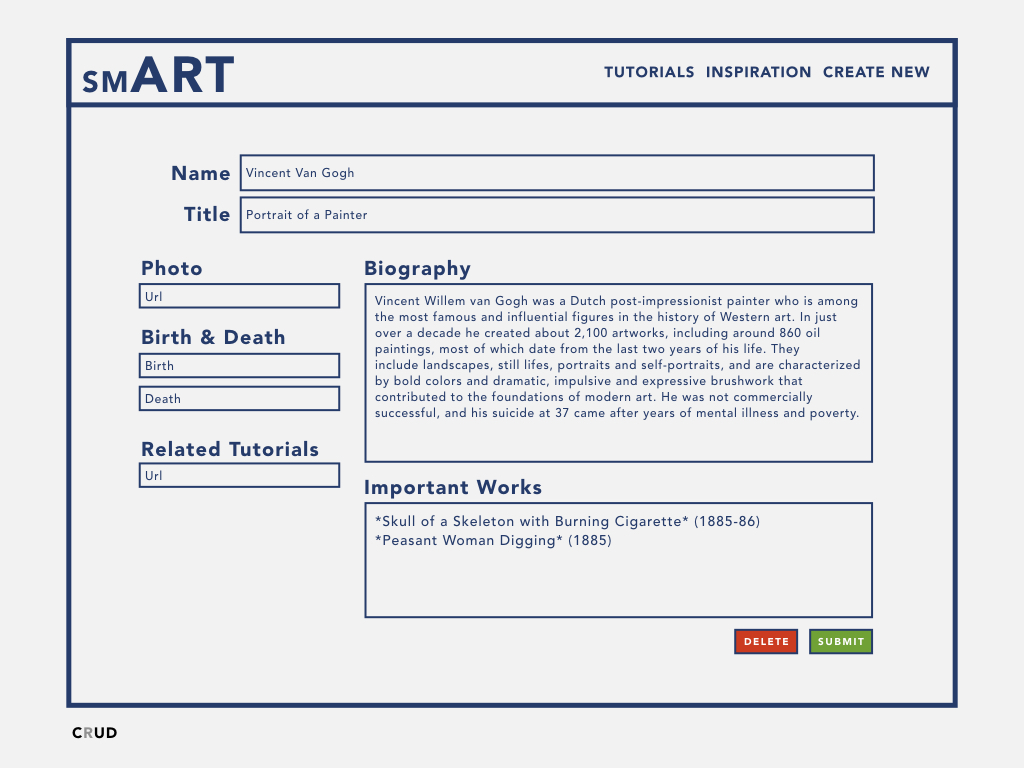 smART
TUTORIALS INSPIRATION CREATE NEW
Name
Vincent Van Gogh
Title
Portrait of a Painter
Photo
Url
Birth & Death
Birth
Death
Related Tutorials
Url
Biography
Vincent Willem van Gogh was a Dutch post-impressionist painter who is among
the most famous and influential figures in the history of Western art. In just
over a decade he created about 2,100 artworks, including around 860 oil
paintings, most of which date from the last two years of his life. They
include landscapes, still lifes, portraits and self-portraits, and are characterized
by bold colors and dramatic, impulsive and expressive brushwork that
contributed to the foundations of modern art. He was not commercially
successful, and his suicide at 37 came after years of mental illness and poverty.
Important Works
*Skull of a Skeleton with Burning Cigarette* (1885-86)
*Peasant Woman Digging* (1885)
DELETE
SUBMIT
CRUD